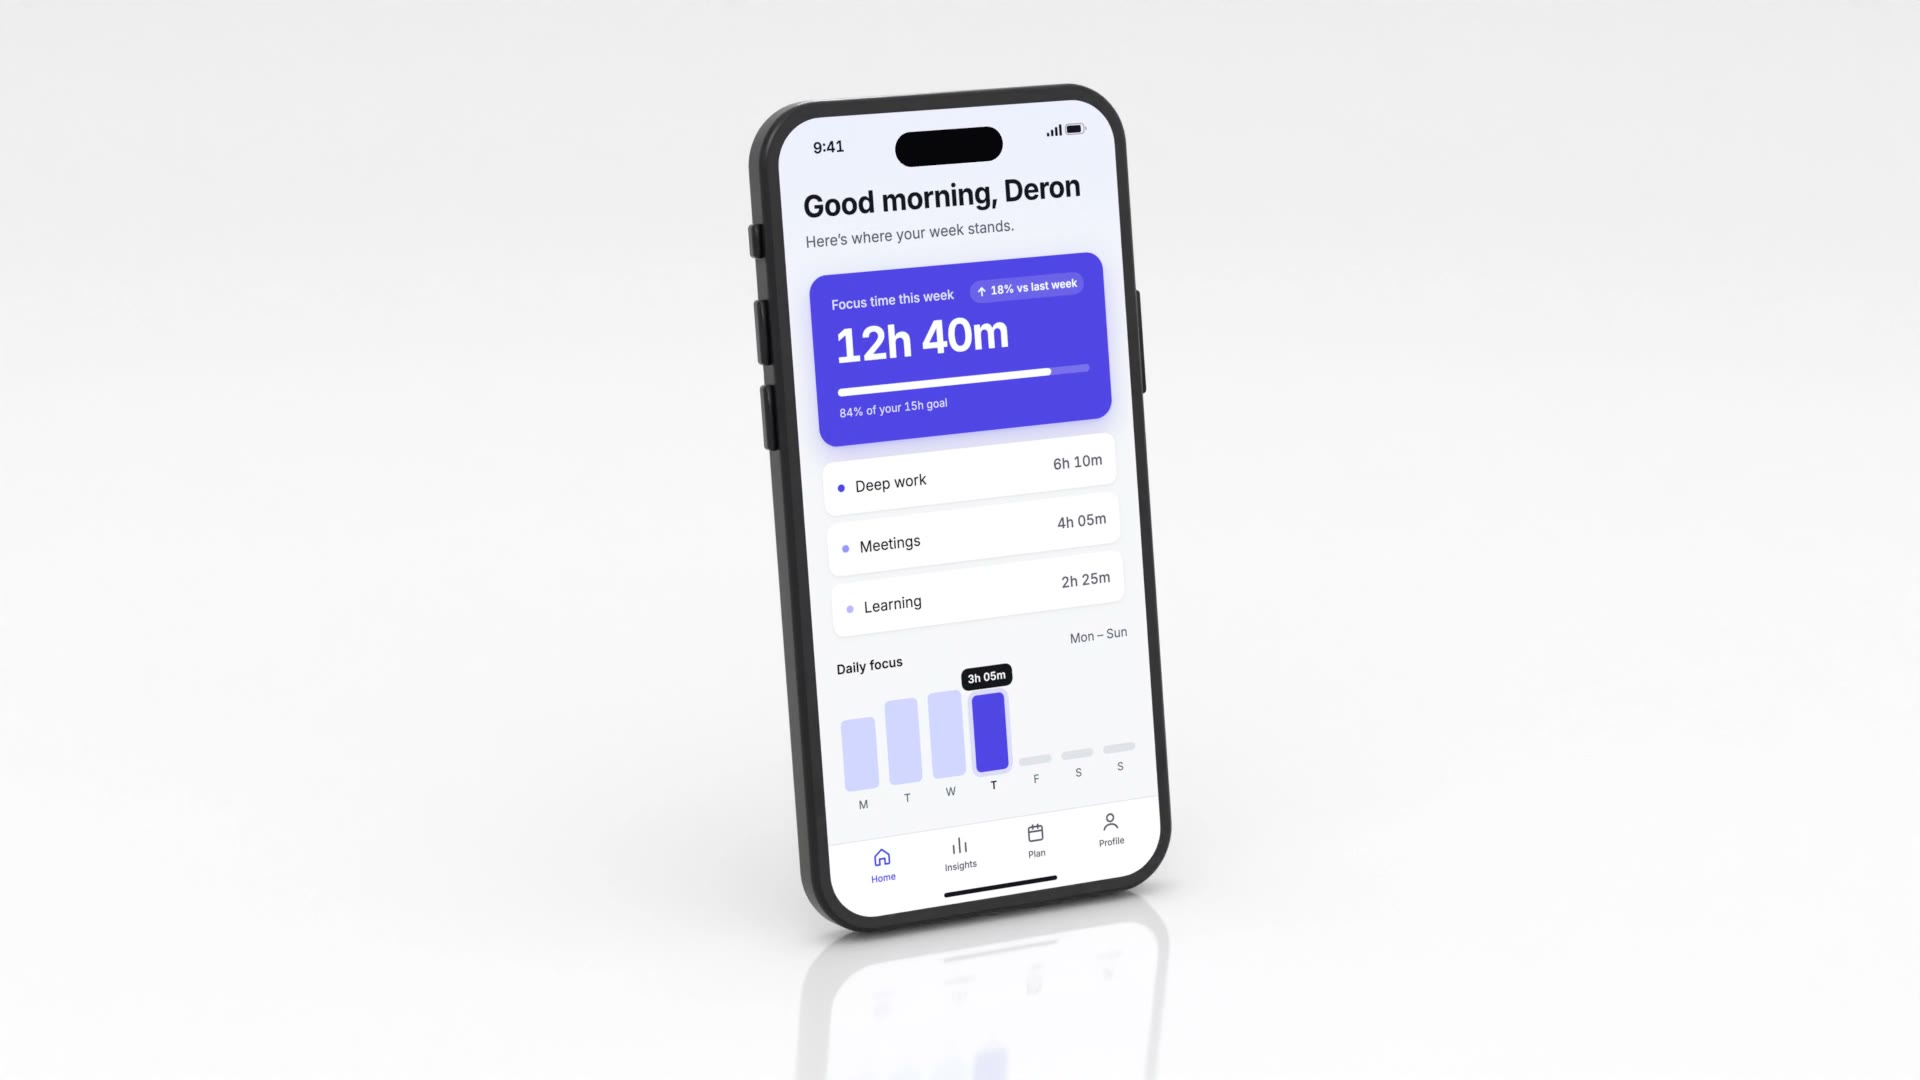 9:41
Good morning, Deron
Here's where your week stands.
Focus time this week
↑ 18% vs last week
12h 40m
84% of your 15h goal
Deep work 6h 10m
Meetings 4h 05m
Learning 2h 25m
Daily focus Mon – Sun
3h 05m
M T W T F S S
Home Insights Plan Profile